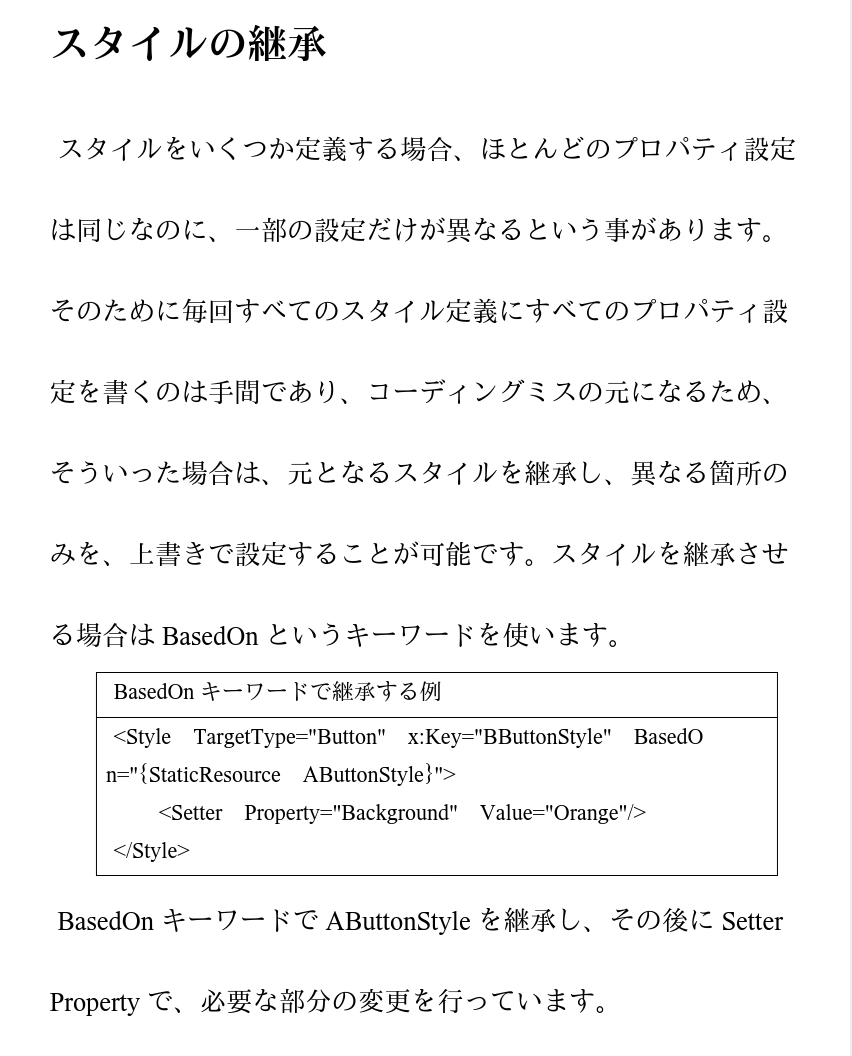 スタイルの継承
スタイルをいくつか定義する場合、ほとんどのプロパティ設定
は同じなのに、一部の設定だけが異なるという事があります。
そのために毎回すべてのスタイル定義にすべてのプロパティ設
定を書くのは手間であり、コーディングミスの元になるため、
そういった場合は、元となるスタイルを継承し、異なる箇所の
みを、上書きで設定することが可能です。スタイルを継承させ
る場合は BasedOn というキーワードを使います。
BasedOn キーワードで継承する例
<Style TargetType="Button" x:Key="BButtonStyle" BasedO
n="{StaticResource AButtonStyle}">
<Setter Property="Background" Value="Orange"/>
</Style>
BasedOn キーワードで AButtonStyle を継承し、その後に Setter
Property で、必要な部分の変更を行っています。